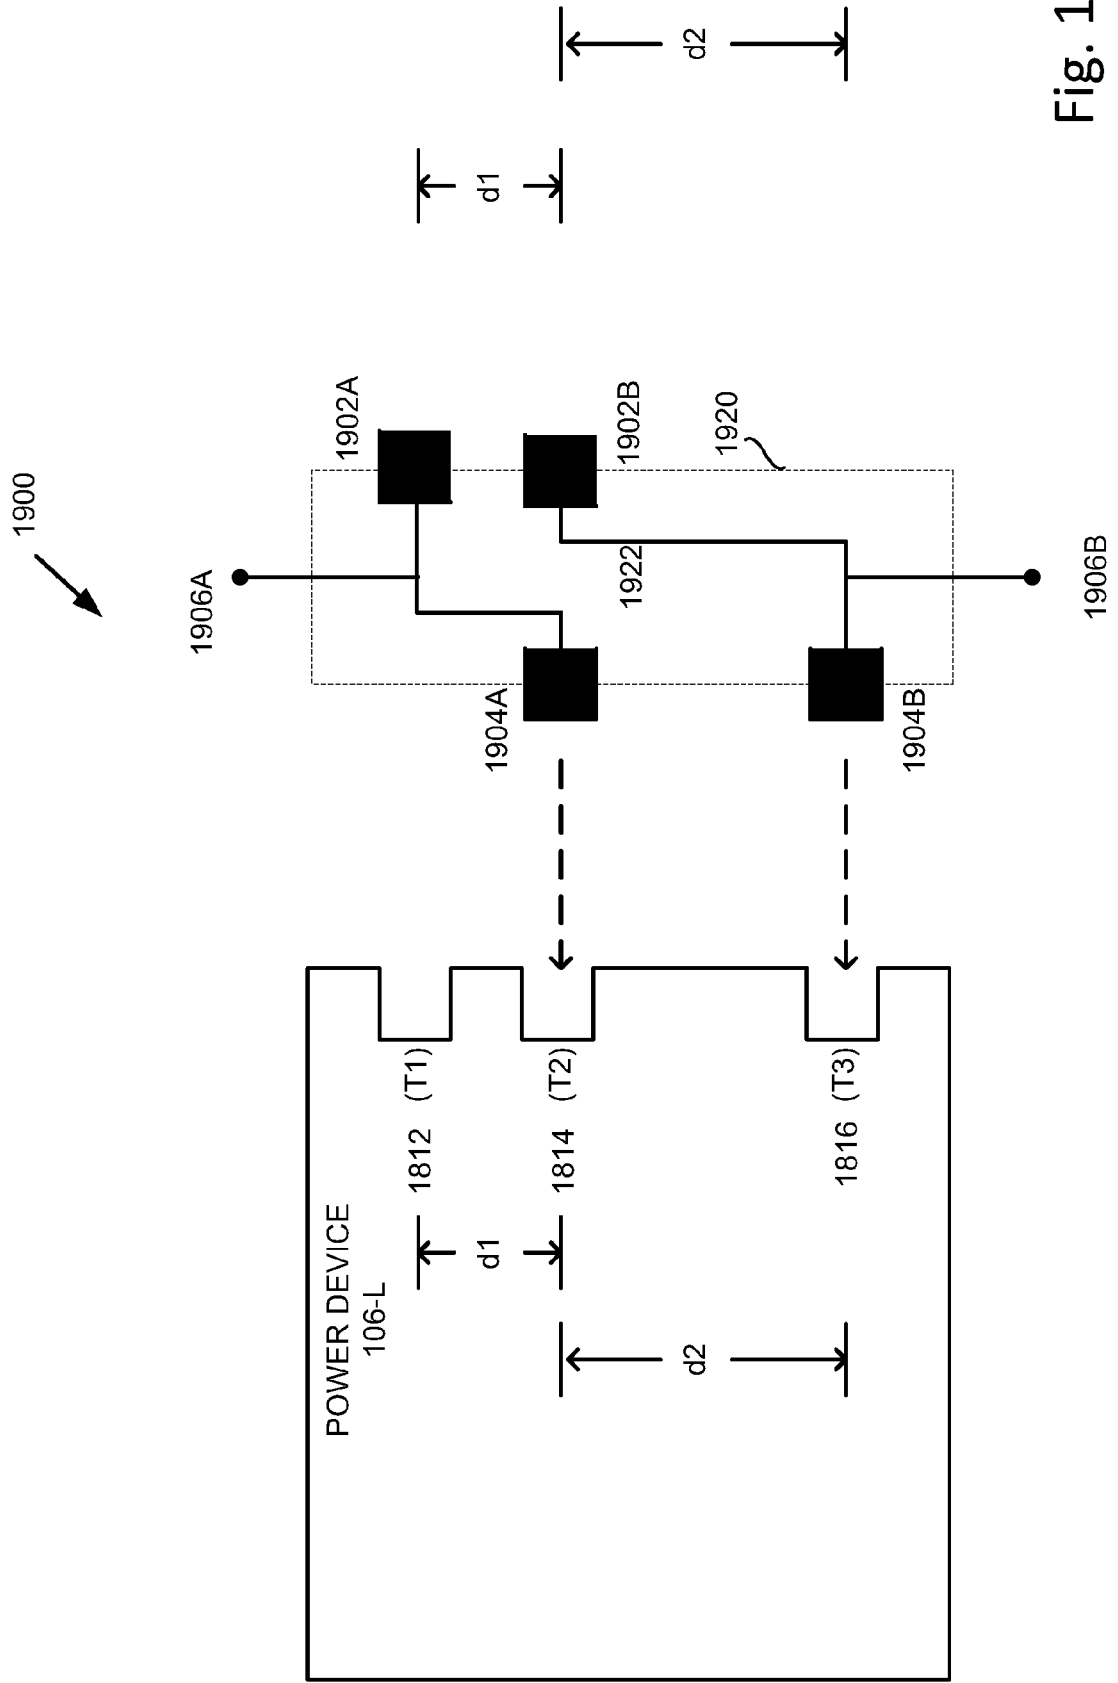 1900
1906A
POWER DEVICE
106-L
1902A
1812 (T1)
d1
1904A
d1
1814 (T2)
1922
1902B
d2
d2
1920
1816 (T3)
1904B
1906B
Fig. 1